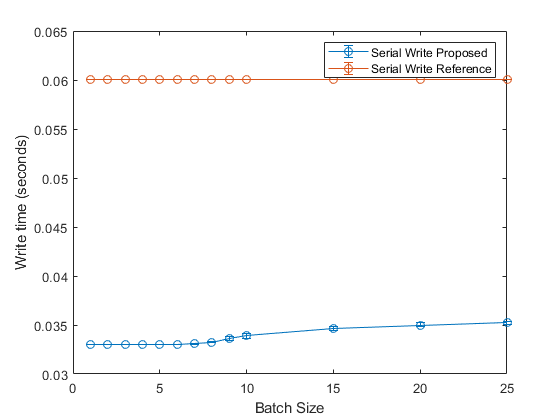 0.065
0.06
0.055
0.05
0.045
0.04
0.035
0.03
Write time (seconds)
Serial Write Proposed
Serial Write Reference
0 5 10 15 20 25
Batch Size